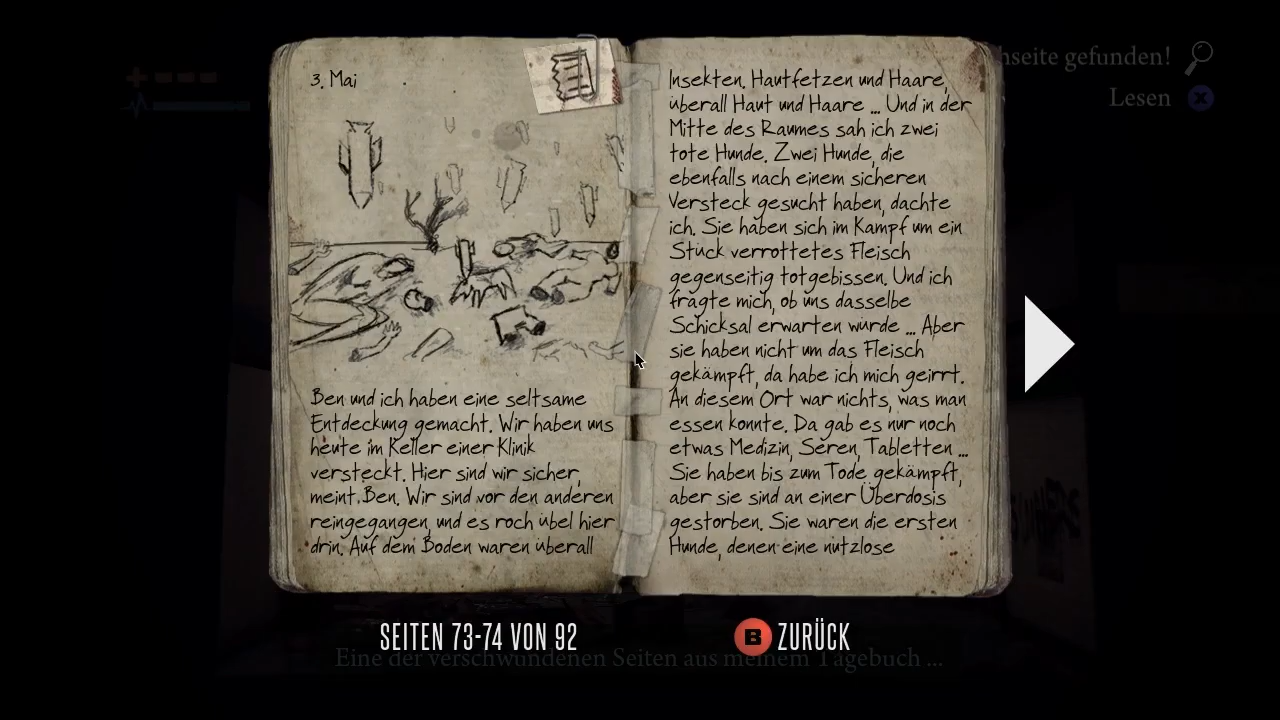 3. Mai
Ben und ich haben eine seltsame
Entdeckung gemacht. Wir haben uns
heute im Keller einer Klinik
versteckt. Hier sind wir sicher,
meint Ben. Wir sind vor den anderen
reingegangen, und es roch übel hier
drin. Auf dem Boden waren überall
Insekten. Hautfetzen und Haare,
überall Haut und Haare ... Und in der
Mitte des Raumes sah ich zwei
tote Hunde. Zwei Hunde, die
ebenfalls nach einem sicheren
Versteck gesucht haben, dachte
ich. Sie haben sich im Kampf um ein
Stück verrottetes Fleisch
gegenseitig totgebissen. Und ich
fragte mich, ob uns dasselbe
Schicksal erwarten würde ... Aber
sie haben nicht um das Fleisch
gekämpft, da habe ich mich geirrt.
An diesem Ort war nichts, was man
essen konnte. Da gab es nur noch
etwas Medizin, Seren, Tabletten ...
Sie haben bis zum Tode gekämpft,
aber sie sind an einer Überdosis
gestorben. Sie waren die ersten
Hunde, denen eine nutzlose
hseite gefunden!
Lesen X
SEITEN 73-74 VON 92
B ZURÜCK
Eine der verschwundenen Seiten aus meinem Tagebuch ...